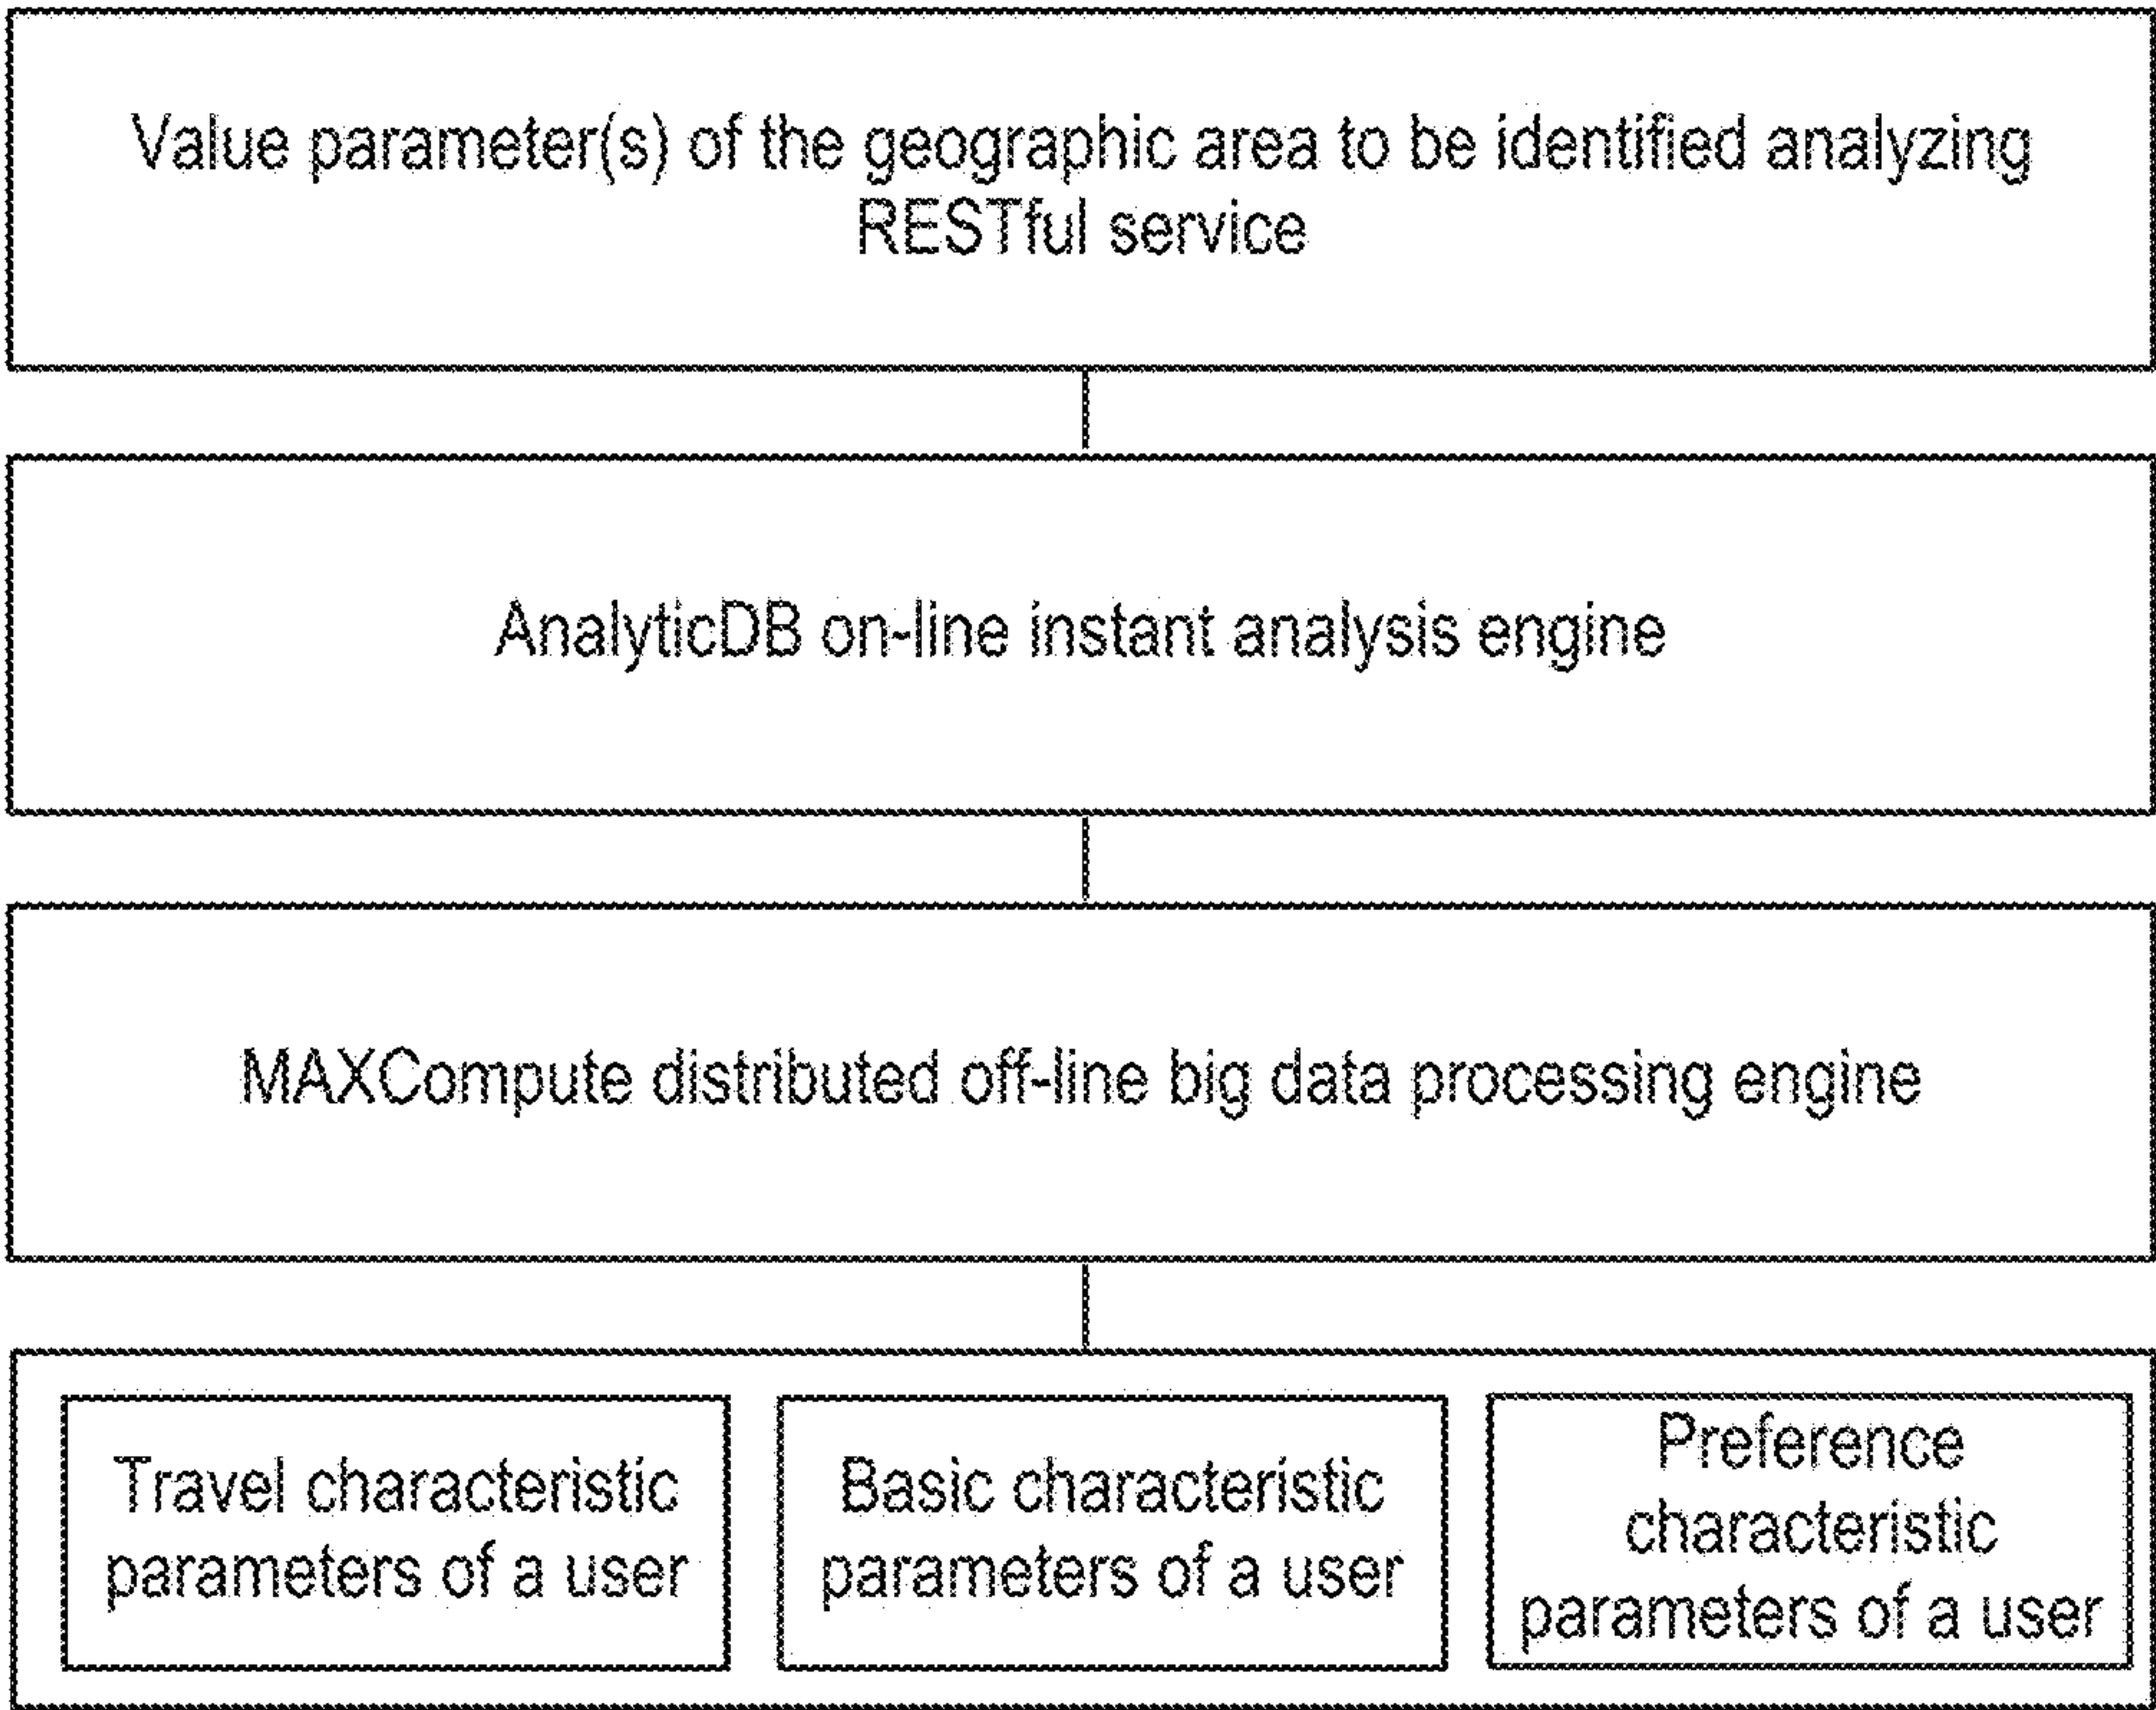 Value parameter(s) of the geographic area to be identified analyzing
RESTful service
AnalyticDB on-line instant analysis engine
MAXCompute distributed off-line big data processing engine
Travel characteristic
parameters of a user
Basic characteristic
parameters of a user
Preference
characteristic
parameters of a user